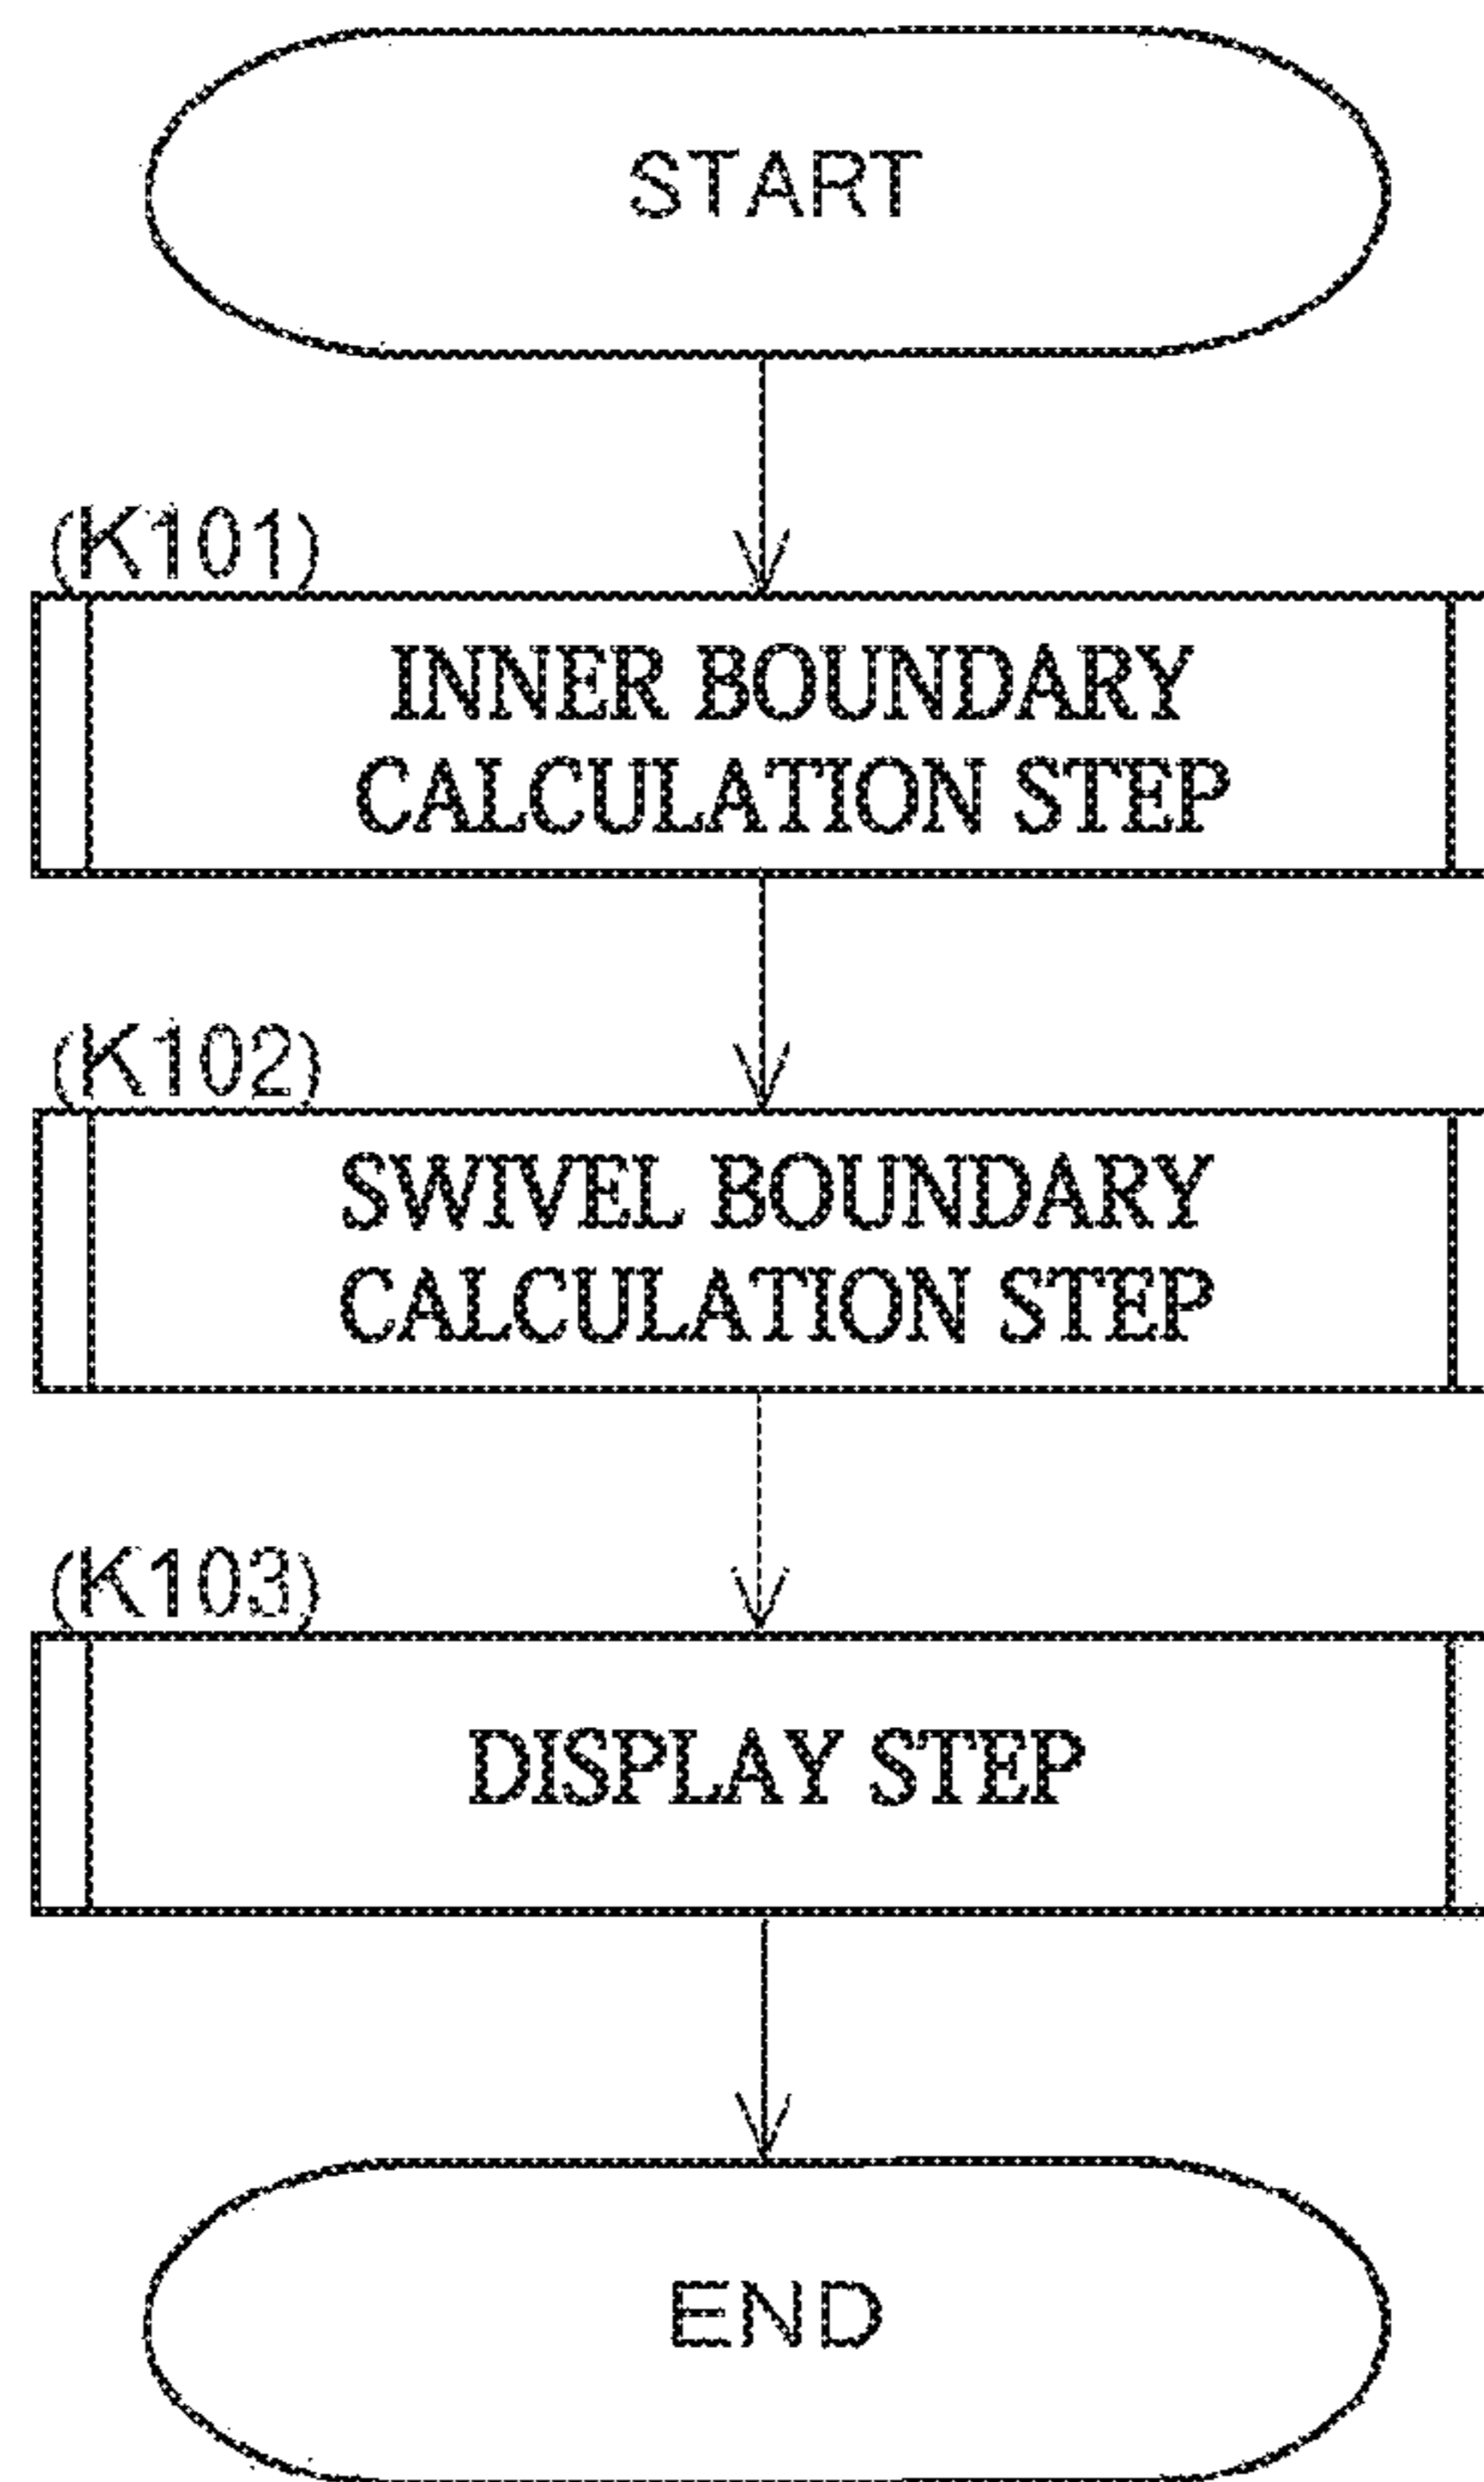 START
(K101)
INNER BOUNDARY
CALCULATION STEP
(K102)
SWIVEL BOUNDARY
CALCULATION STEP
(K103)
DISPLAY STEP
END